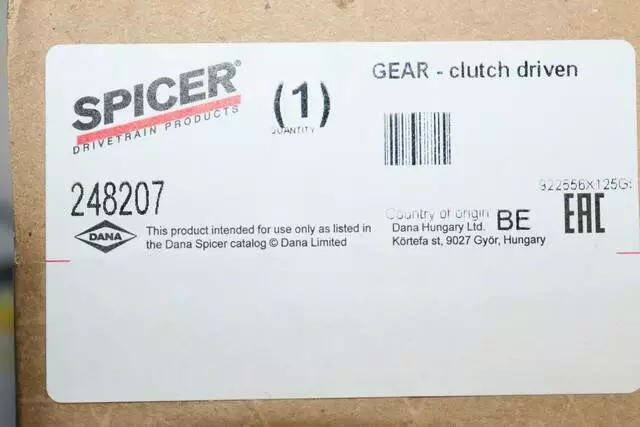 SPICER®
DRIVETRAIN PRODUCTS
(1)
QUANTITY
GEAR - clutch driven
248207
922556X125G
DANA
This product intended for use only as listed in
the Dana Spicer catalog © Dana Limited
Country of origin BE
Dana Hungary Ltd.
Körtefa st, 9027 Győr, Hungary
EAC